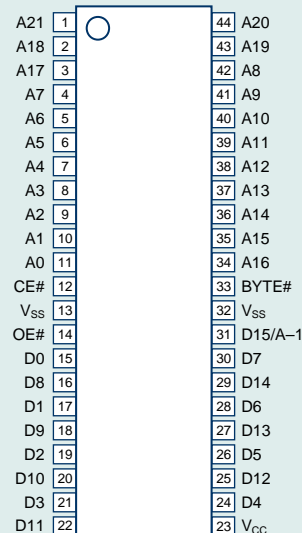 A21 1 44 A20
A18 2 43 A19
A17 3 42 A8
A7 4 41 A9
A6 5 40 A10
A5 6 39 A11
A4 7 38 A12
A3 8 37 A13
A2 9 36 A14
A1 10 35 A15
A0 11 34 A16
CE# 12 33 BYTE#
VSS 13 32 VSS
OE# 14 31 D15/A–1
D0 15 30 D7
D8 16 29 D14
D1 17 28 D6
D9 18 27 D13
D2 19 26 D5
D10 20 25 D12
D3 21 24 D4
D11 22 23 VCC